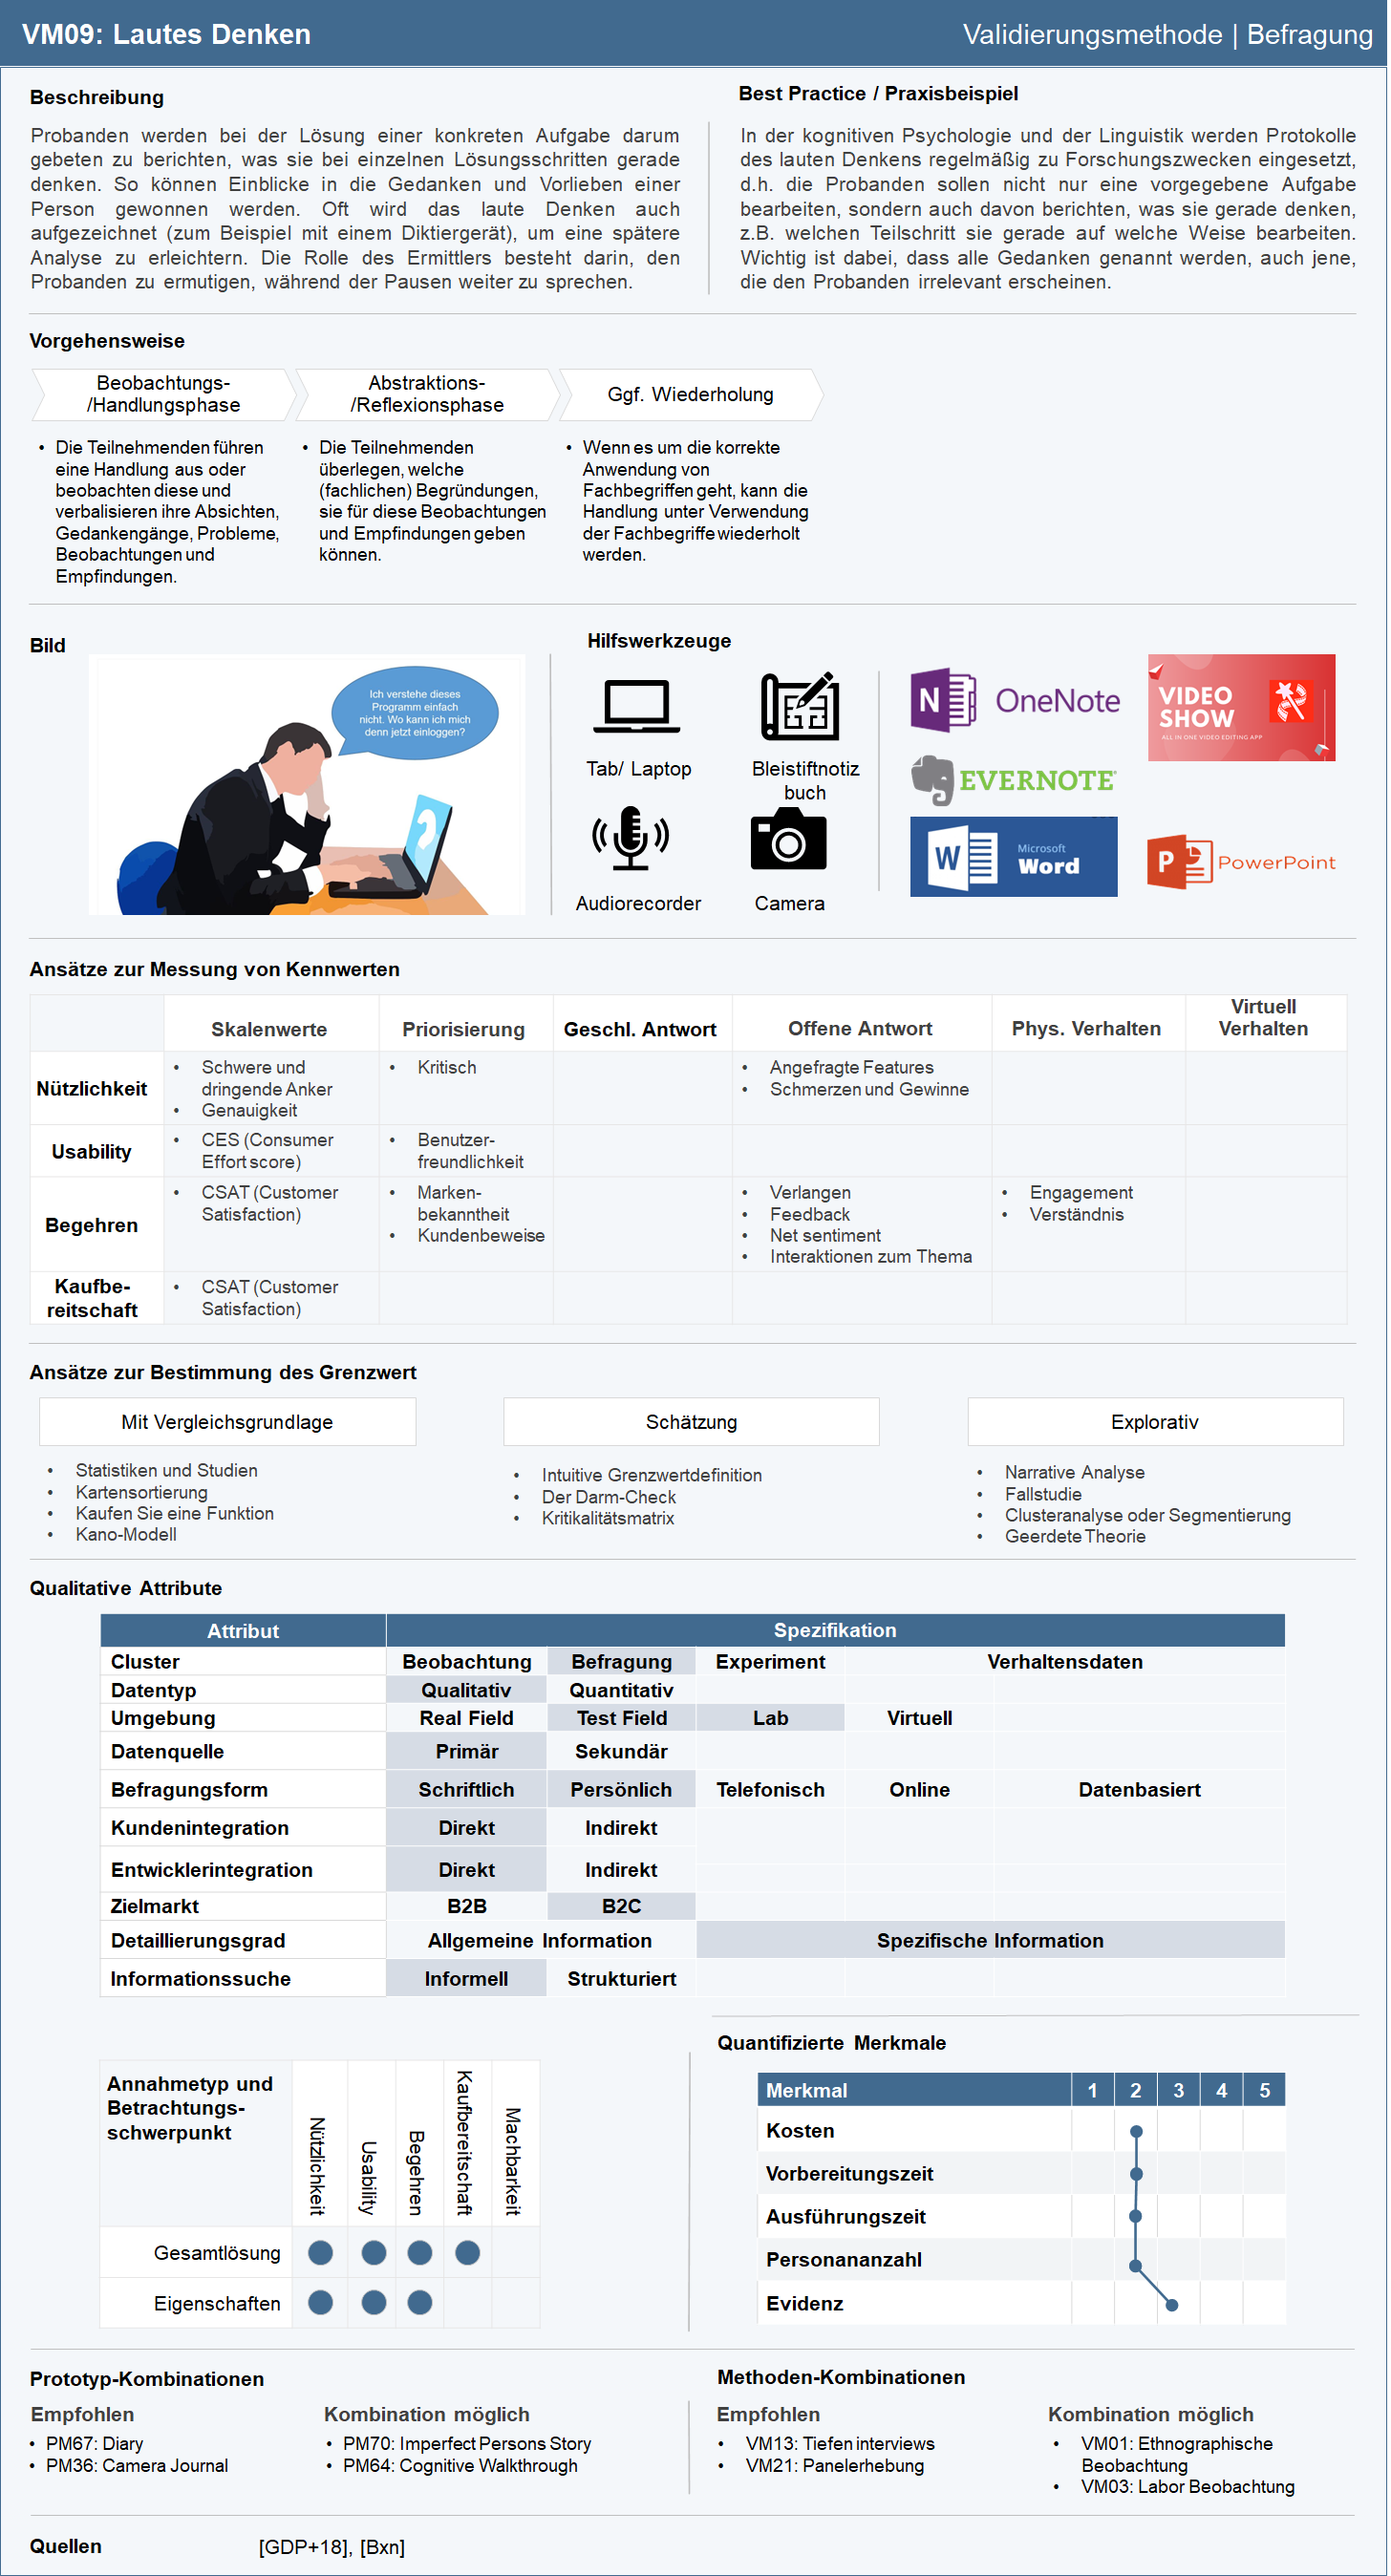 VM09: Lautes Denken
Validierungsmethode | Befragung
Beschreibung
Probanden werden bei der Lösung einer konkreten Aufgabe darum
gebeten zu berichten, was sie bei einzelnen Lösungsschritten gerade
denken. So können Einblicke in die Gedanken und Vorlieben einer
Person gewonnen werden. Oft wird das laute Denken auch
aufgezeichnet (zum Beispiel mit einem Diktiergerät), um eine spätere
Analyse zu erleichtern. Die Rolle des Ermittlers besteht darin, den
Probanden zu ermutigen, während der Pausen weiter zu sprechen.
Best Practice / Praxisbeispiel
In der kognitiven Psychologie und der Linguistik werden Protokolle
des lauten Denkens regelmäßig zu Forschungszwecken eingesetzt,
d.h. die Probanden sollen nicht nur eine vorgegebene Aufgabe
bearbeiten, sondern auch davon berichten, was sie gerade denken,
z.B. welchen Teilschritt sie gerade auf welche Weise bearbeiten.
Wichtig ist dabei, dass alle Gedanken genannt werden, auch jene,
die den Probanden irrelevant erscheinen.
Vorgehensweise
Beobachtungs-
/Handlungsphase
• Die Teilnehmenden führen
eine Handlung aus oder
beobachten diese und
verbalisieren ihre Absichten,
Gedankengänge, Probleme,
Beobachtungen und
Empfindungen.
Abstraktions-
/Reflexionsphase
• Die Teilnehmenden
überlegen, welche
(fachlichen) Begründungen,
sie für diese Beobachtungen
und Empfindungen geben
können.
Ggf. Wiederholung
• Wenn es um die korrekte
Anwendung von
Fachbegriffen geht, kann die
Handlung unter Verwendung
der Fachbegriffe wiederholt
werden.
Bild
Ich verstehe dieses
Programm einfach
nicht. Wo kann ich mich
denn jetzt einloggen?
?
Hilfswerkzeuge
Tab/ Laptop
Bleistiftnotiz
buch
Audiorecorder
Camera
N OneNote
EVERNOTE®
W Microsoft
Word
VIDEO
SHOW
ALL IN ONE VIDEO EDITING APP
P PowerPoint
Ansätze zur Messung von Kennwerten
Skalenwerte Priorisierung Geschl. Antwort Offene Antwort Phys. Verhalten Virtuell
Verhalten
Nützlichkeit
• Schwere und
dringende Anker
• Genauigkeit
• Kritisch
• Angefragte Features
• Schmerzen und Gewinne
Usability
• CES (Consumer
Effort score)
• Benutzer-
freundlichkeit
Begehren
• CSAT (Customer
Satisfaction)
• Marken-
bekanntheit
• Kundenbeweise
• Verlangen
• Feedback
• Net sentiment
• Interaktionen zum Thema
• Engagement
• Verständnis
Kaufbe-
reitschaft
• CSAT (Customer
Satisfaction)
Ansätze zur Bestimmung des Grenzwert
Mit Vergleichsgrundlage
• Statistiken und Studien
• Kartensortierung
• Kaufen Sie eine Funktion
• Kano-Modell
Schätzung
• Intuitive Grenzwertdefinition
• Der Darm-Check
• Kritikalitätsmatrix
Explorativ
• Narrative Analyse
• Fallstudie
• Clusteranalyse oder Segmentierung
• Geerdete Theorie
Qualitative Attribute
Attribut Spezifikation
Cluster Beobachtung Befragung Experiment Verhaltensdaten
Datentyp Qualitativ Quantitativ
Umgebung Real Field Test Field Lab Virtuell
Datenquelle Primär Sekundär
Befragungsform Schriftlich Persönlich Telefonisch Online Datenbasiert
Kundenintegration Direkt Indirekt
Entwicklerintegration Direkt Indirekt
Zielmarkt B2B B2C
Detaillierungsgrad Allgemeine Information Spezifische Information
Informationssuche Informell Strukturiert
Annahmetyp und
Betrachtungs-
schwerpunkt
Nützlichkeit
Usability
Begehren
Kaufbereitschaft
Machbarkeit
Gesamtlösung
Eigenschaften
Quantifizierte Merkmale
Merkmal 1 2 3 4 5
Kosten
Vorbereitungszeit
Ausführungszeit
Personananzahl
Evidenz
Prototyp-Kombinationen
Empfohlen
• PM67: Diary
• PM36: Camera Journal
Kombination möglich
• PM70: Imperfect Persons Story
• PM64: Cognitive Walkthrough
Methoden-Kombinationen
Empfohlen
• VM13: Tiefeninterviews
• VM21: Panelerhebung
Kombination möglich
• VM01: Ethnographische
Beobachtung
• VM03: Labor Beobachtung
Quellen [GDP+18], [Bxn]